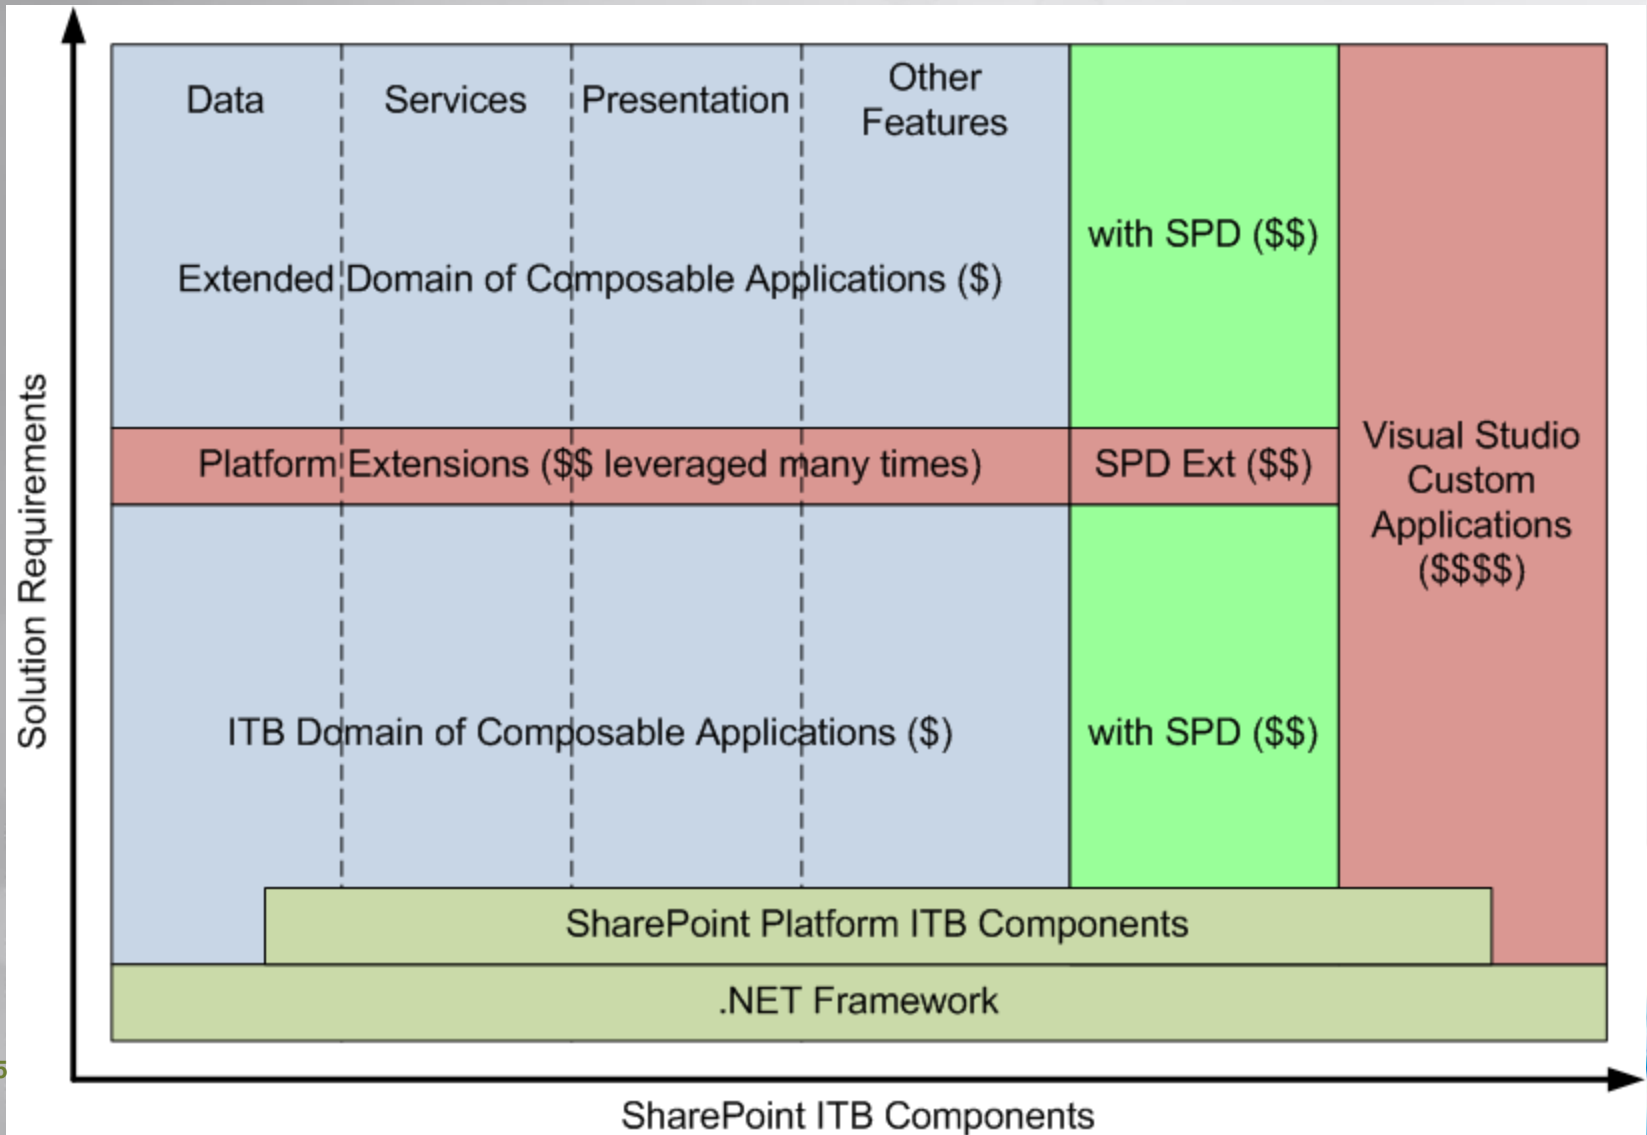 Data
Services
Presentation
Other
Features
with SPD ($$)
Extended Domain of Composable Applications ($)
Platform Extensions ($$ leveraged many times)
SPD Ext ($$)
Visual Studio
Custom
Applications
($$$$)
Solution Requirements
ITB Domain of Composable Applications ($)
with SPD ($$)
SharePoint Platform ITB Components
.NET Framework
SharePoint ITB Components